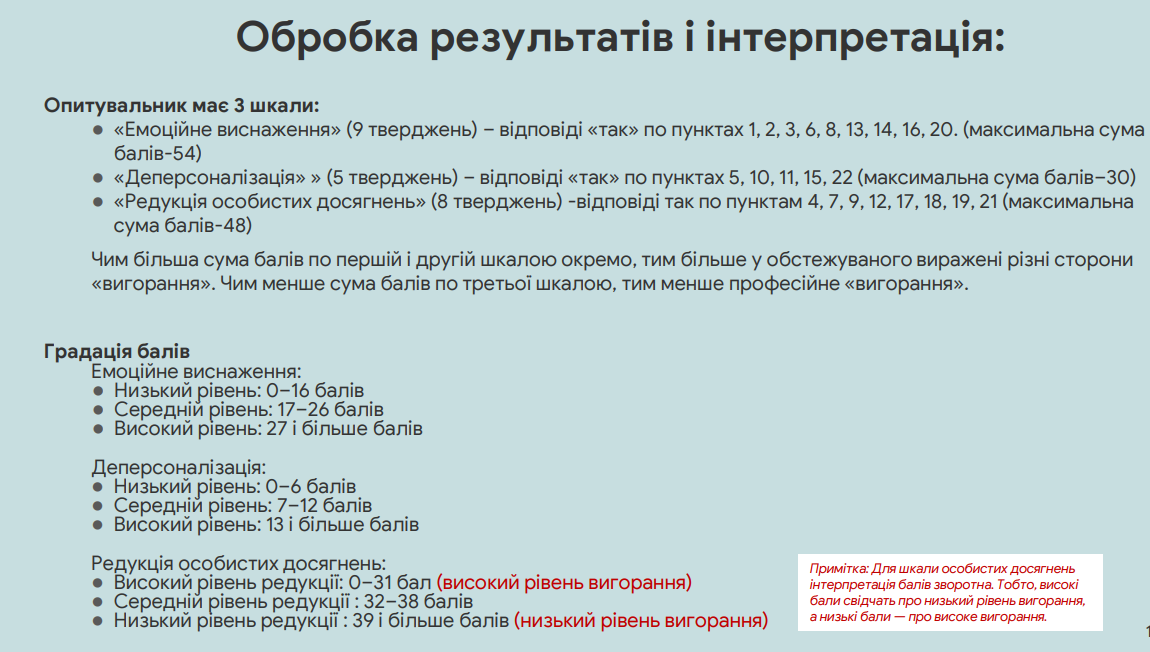 Обробка результатів і інтерпретація:
Опитувальник має 3 шкали:
● «Емоційне виснаження» (9 тверджень) – відповіді «так» по пунктах 1, 2, 3, 6, 8, 13, 14, 16, 20. (максимальна сума
балів-54)
● «Деперсоналізація» » (5 тверджень) – відповіді «так» по пунктах 5, 10, 11, 15, 22 (максимальна сума балів–30)
● «Редукція особистих досягнень» (8 тверджень) -відповіді так по пунктам 4, 7, 9, 12, 17, 18, 19, 21 (максимальна
сума балів-48)
Чим більша сума балів по першій і другій шкалою окремо, тим більше у обстежуваного виражені різні сторони
«вигорання». Чим менше сума балів по третьої шкалою, тим менше професійне «вигорання».
Градація балів
Емоційне виснаження:
● Низький рівень: 0–16 балів
● Середній рівень: 17–26 балів
● Високий рівень: 27 і більше балів
Деперсоналізація:
● Низький рівень: 0–6 балів
● Середній рівень: 7–12 балів
● Високий рівень: 13 і більше балів
Редукція особистих досягнень:
● Високий рівень редукції: 0–31 бал (високий рівень вигорання)
● Середній рівень редукції : 32–38 балів
● Низький рівень редукції : 39 і більше балів (низький рівень вигорання)
Примітка: Для шкали особистих досягнень
інтерпретація балів зворотна. Тобто, високі
бали свідчать про низький рівень вигорання,
а низькі бали — про високе вигорання.